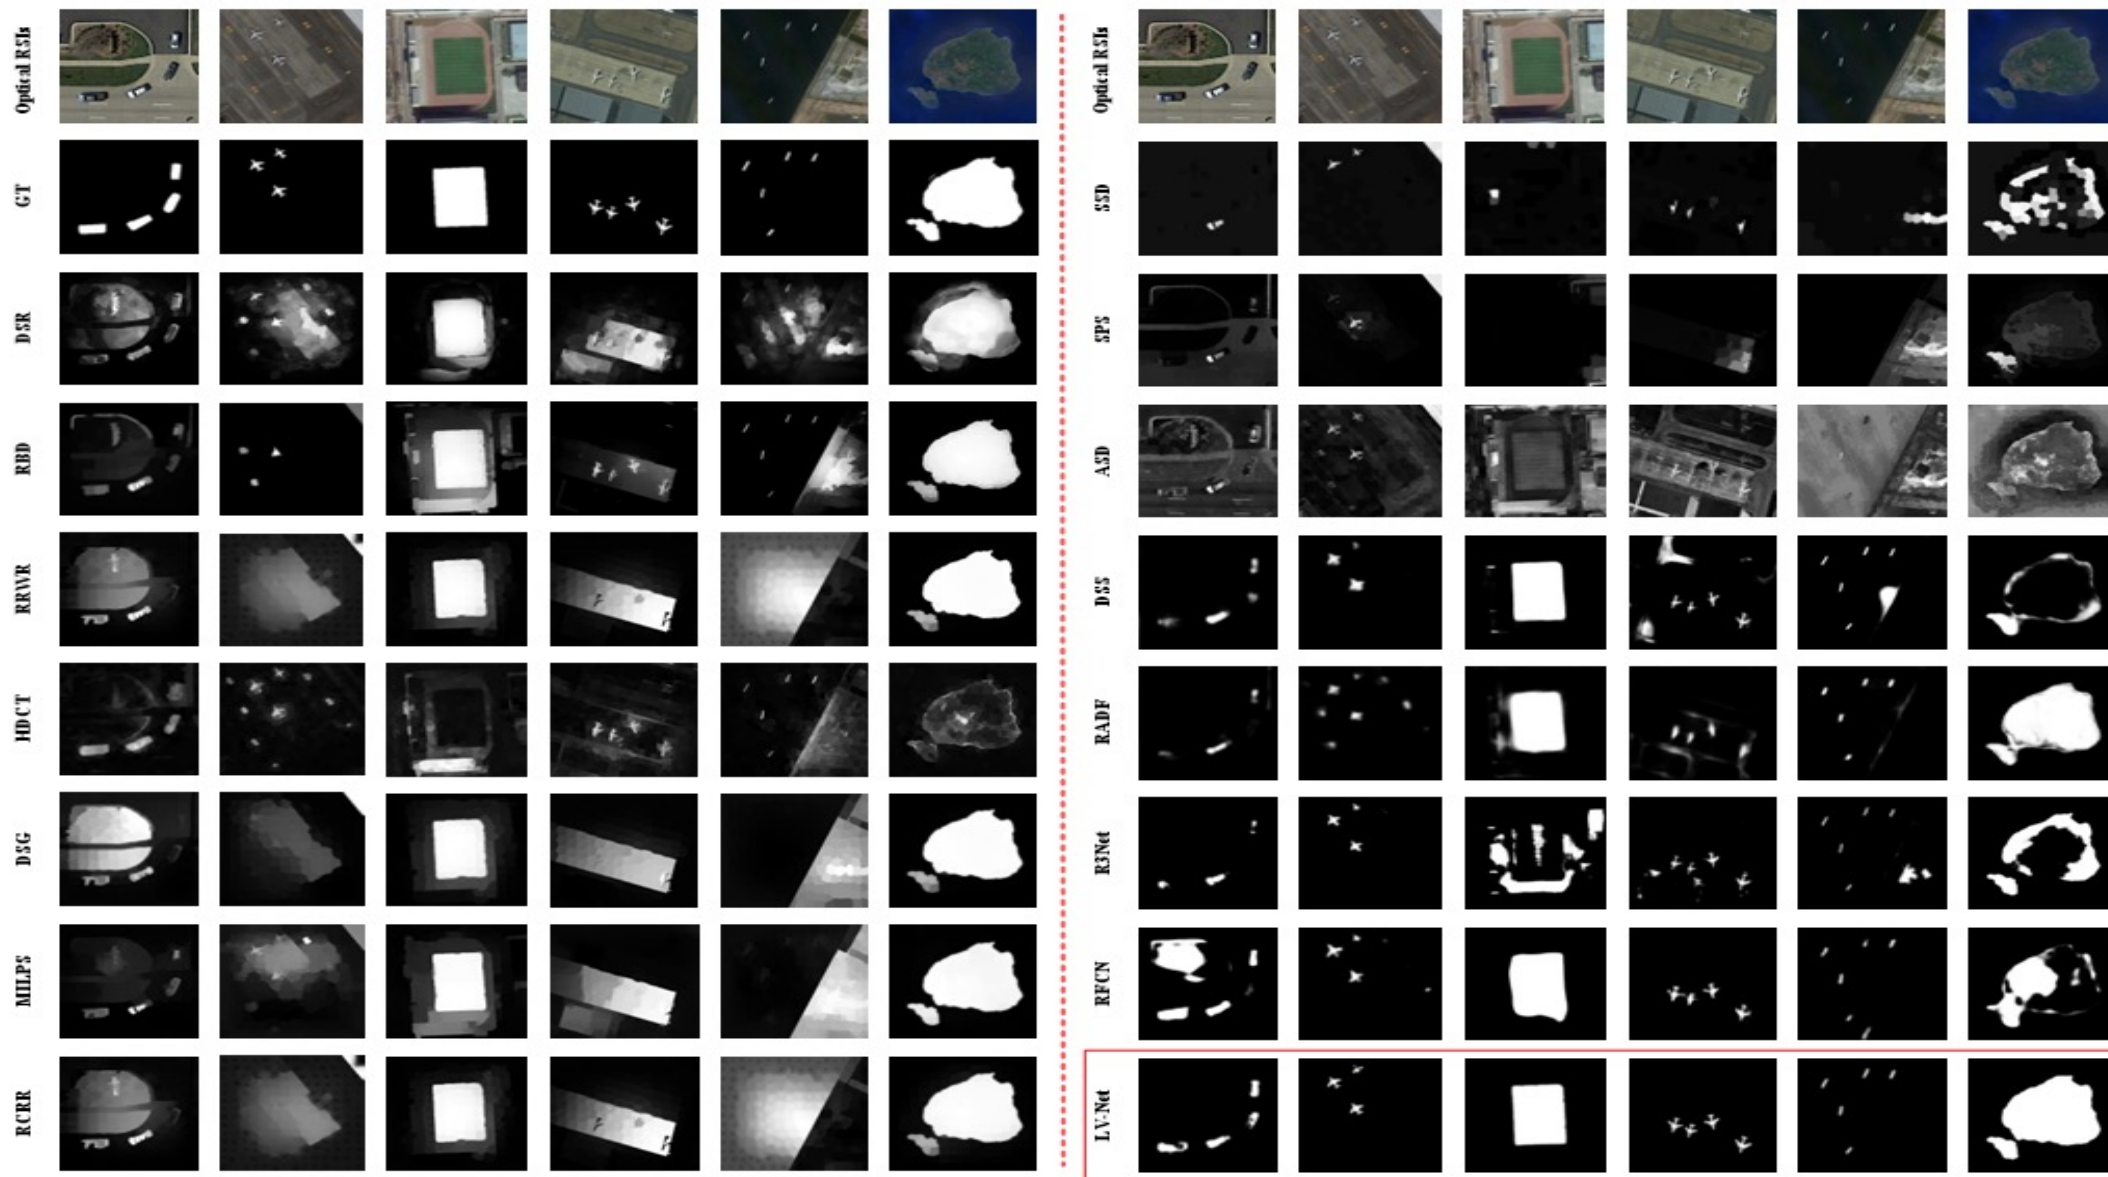 Optical RSIs
GT
DSR
RBD
RRWR
HDCT
DSG
MILPS
RCRR
Optical RSIs
SSD
SPS
ASD
DSS
RADF
R3Net
RFCN
LV-Net